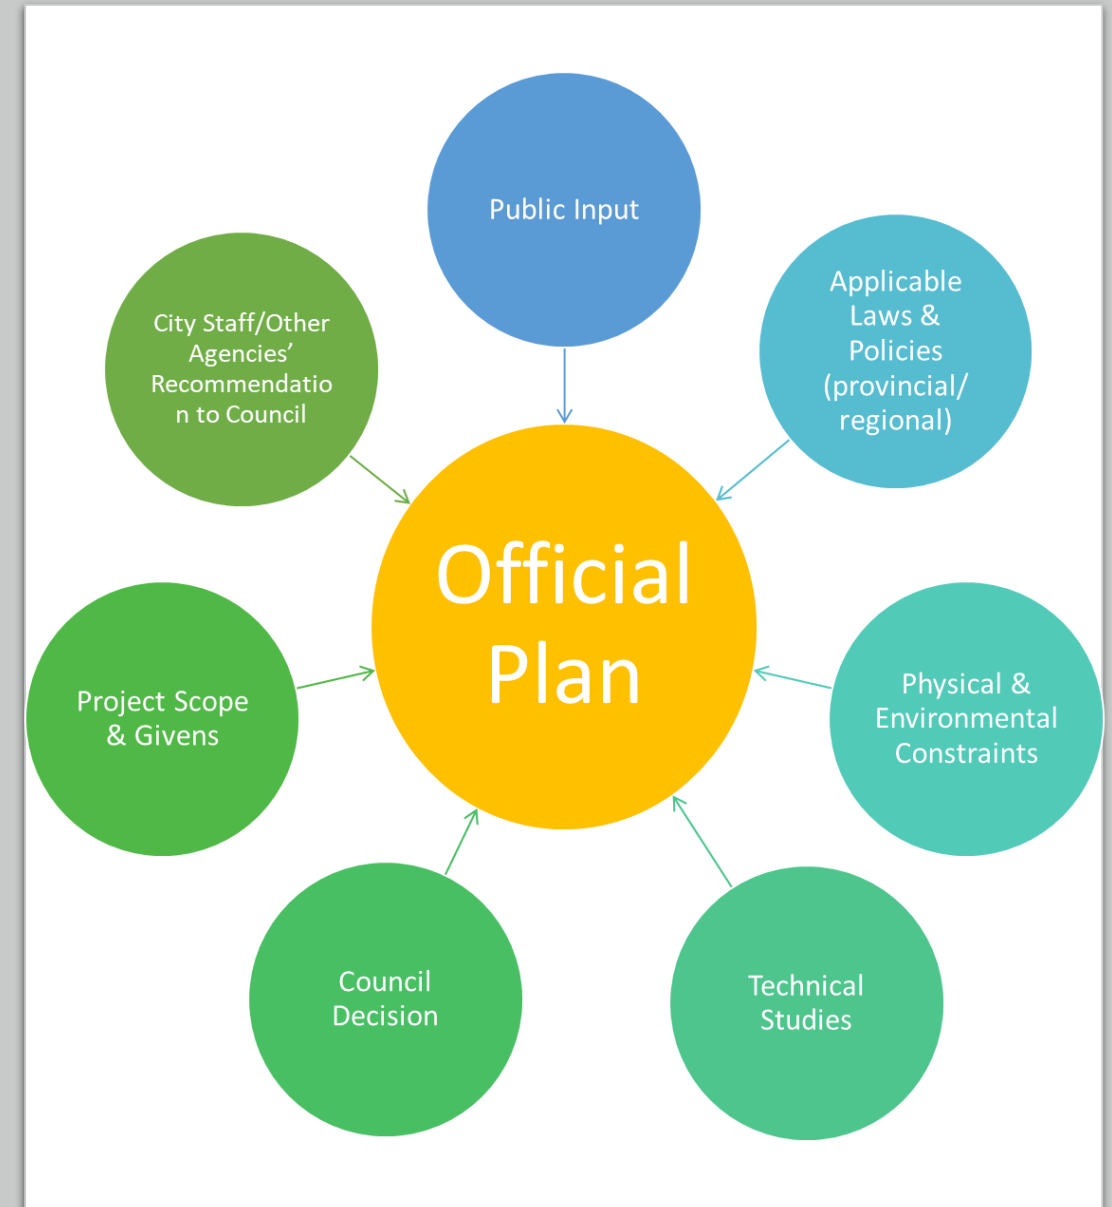 Public Input
Applicable
Laws &
Policies
(provincial/
regional)
Physical &
Environmental
Constraints
Technical
Studies
Council
Decision
Project Scope
& Givens
City Staff/Other
Agencies’
Recommendatio
n to Council
Official
Plan